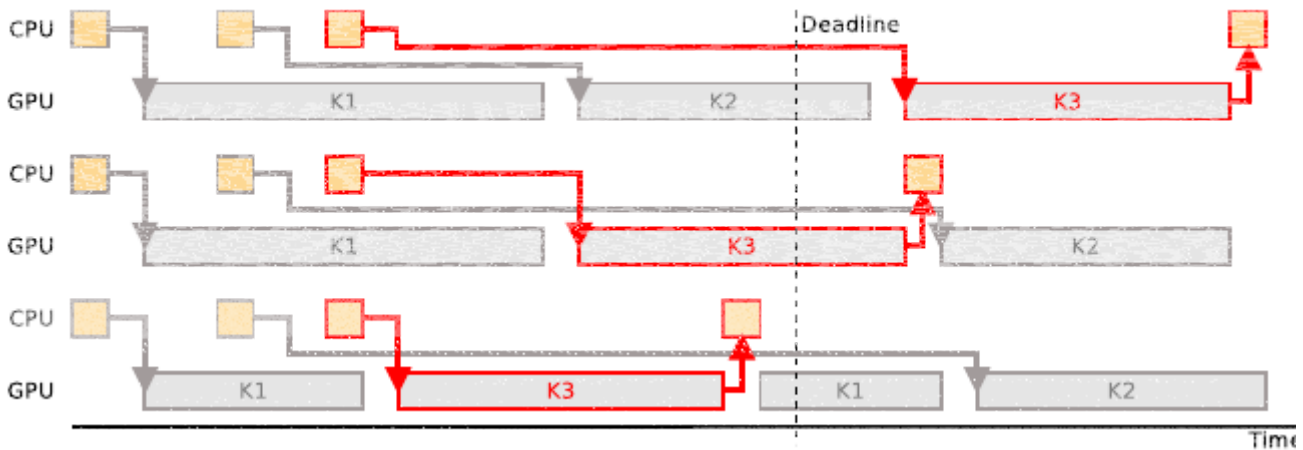 CPU
Deadline
GPU K1 K2 K3
CPU
GPU K1 K3 K2
CPU
GPU K1 K3 K1 K2
Time